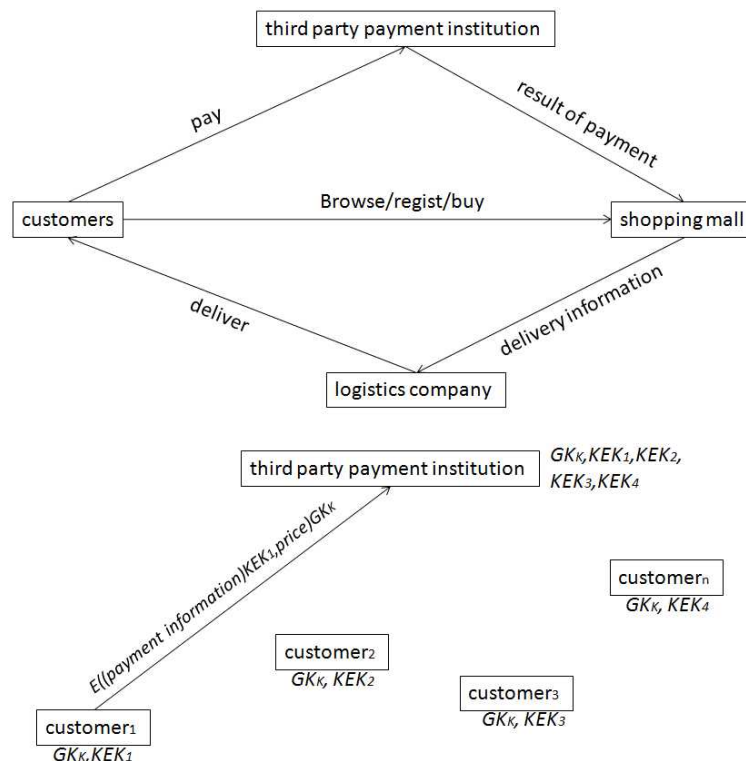 third party payment institution
pay
result of payment
Browse/regist/buy
customers
shopping mall
deliver
delivery information
logistics company
third party payment institution
GKK,KEK1,KEK2,
KEK3,KEK4
E((payment information)KEK1,price)GKK
customern
GKK, KEK4
customer2
GKK, KEK2
customer3
GKK, KEK3
customer1
GKK,KEK1